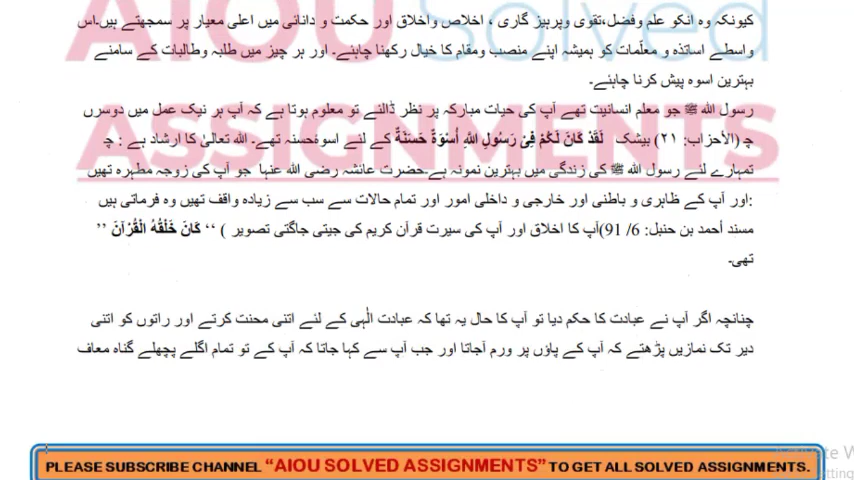 AIOU Solved
ASSIGNMENTS
کیونکہ وہ انکو علم وفضل،تقوی وپرہیز گاری ، اخلاص واخلاق اور حکمت و دانائی میں اعلی معیار پر سمجھتے ہیں۔اس
واسطے اساتذہ و معلّمات کو ہمیشہ اپنے منصب ومقام کا خیال رکھنا چاہئے۔ اور ہر چیز میں طلبہ وطالبات کے سامنے
بہترین اسوہ پیش کرنا چاہئے۔
رسول اللہ ﷺ جو معلم انسانیت تھے آپ کی حیات مبارکہ پر نظر ڈالئے تو معلوم ہوتا ہے کہ آپ ہر نیک عمل میں دوسرں
کے لئے اسوۂحسنہ تھے۔ اللہ تعالیٰ کا ارشاد ہے : چ لَقَدْ كَانَ لَكُمْ فِيْ رَسُولِ اللهِ أُسْوَةٌ حَسَنَةٌ چ (الأحزاب: ٢١) بیشک
تمہارے لئے رسول اللہ ﷺ کی زندگی میں بہترین نمونہ ہے۔حضرت عائشہ رضی اللہ عنہا جو آپ کی زوجہ مطہرہ تھیں
:اور آپ کے ظاہری و باطنی اور خارجی و داخلی امور اور تمام حالات سے سب سے زیادہ واقف تھیں وہ فرماتی ہیں
’’ كَانَ خَلْقُهُ الْقُرْآنَ ‘‘ ( مسند أحمد بن حنبل: 6/ 91)آپ کا اخلاق اور آپ کی سیرت قرآن کریم کی جیتی جاگتی تصویر
تھی۔
چنانچہ اگر آپ نے عبادت کا حکم دیا تو آپ کا حال یہ تھا کہ عبادت الٰہی کے لئے اتنی محنت کرتے اور راتوں کو اتنی
دیر تک نمازیں پڑھتے کہ آپ کے پاؤں پر ورم آجاتا اور جب آپ سے کہا جاتا کہ آپ کے تو تمام اگلے پچھلے گناہ معاف
PLEASE SUBSCRIBE CHANNEL “AIOU SOLVED ASSIGNMENTS” TO GET ALL SOLVED ASSIGNMENTS.